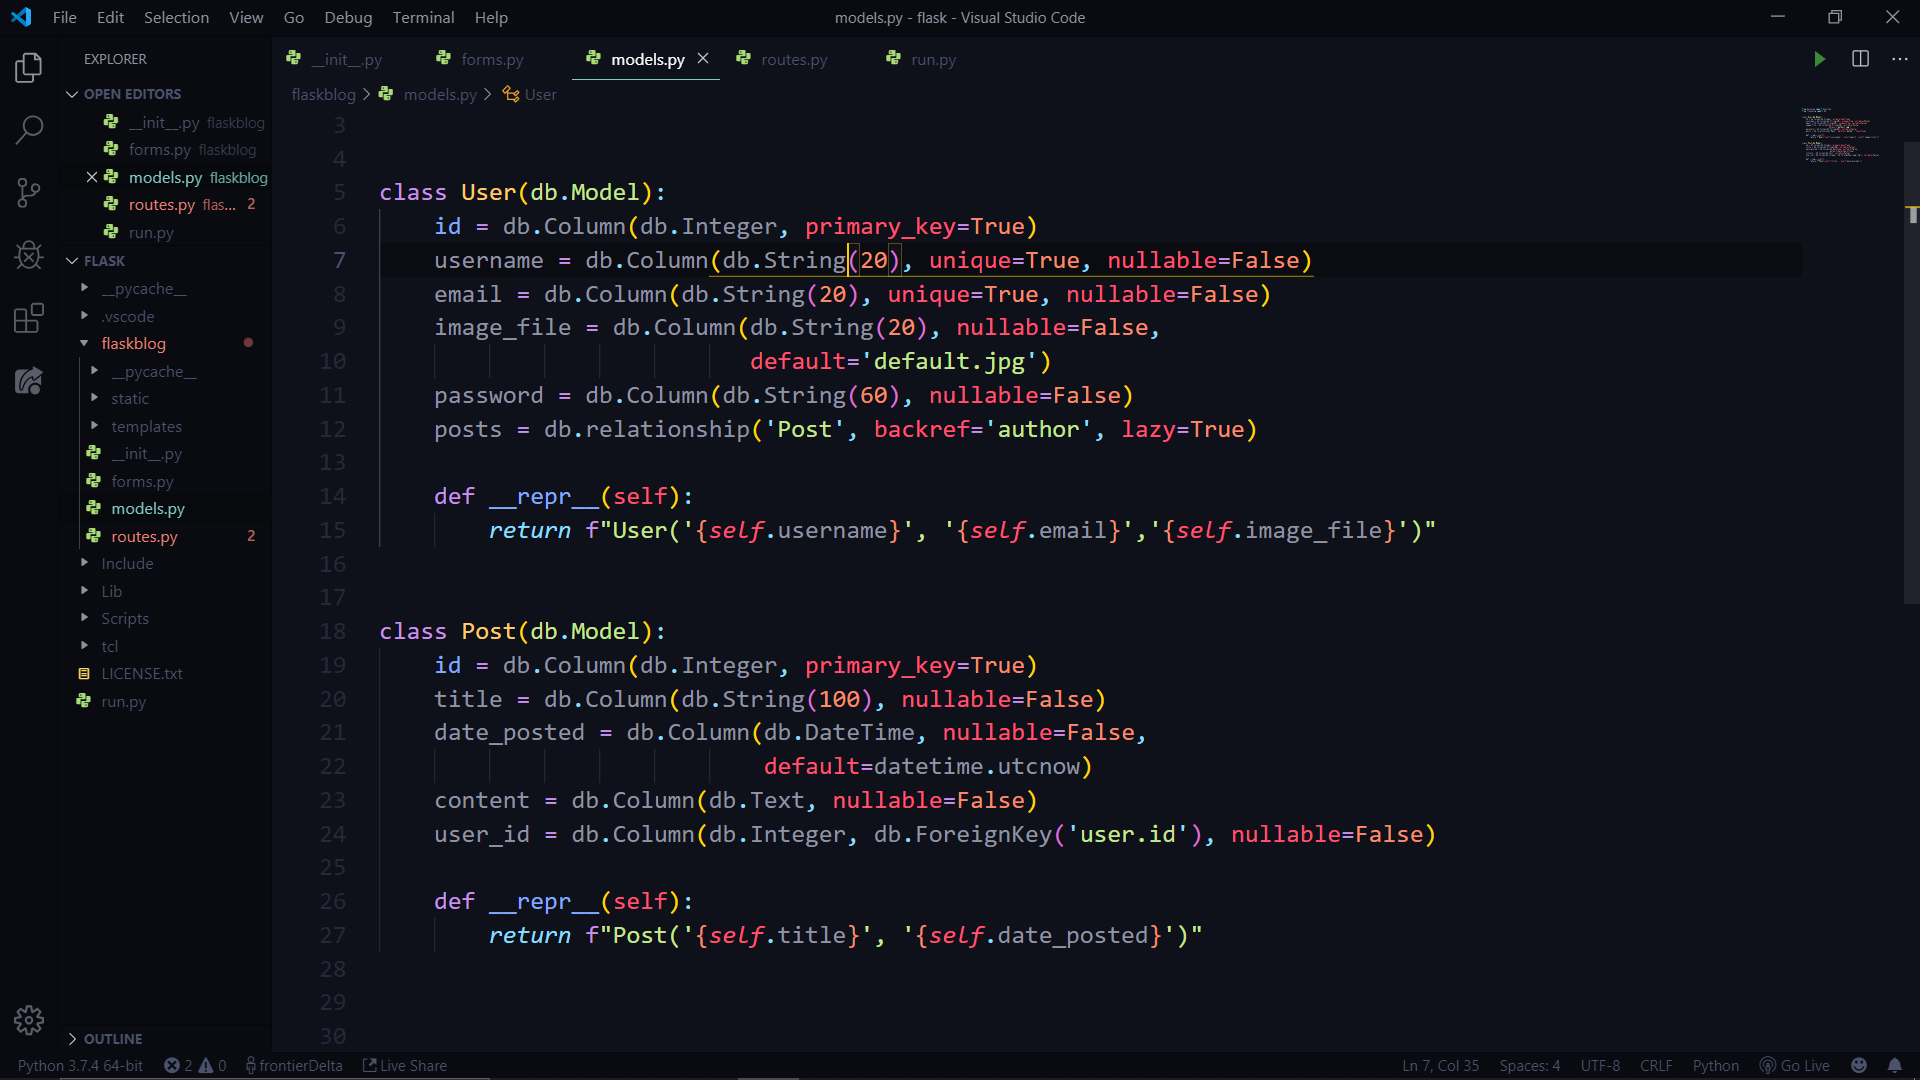 File Edit Selection View Go Debug Terminal Help
models.py - flask - Visual Studio Code
EXPLORER
OPEN EDITORS
__init__.py flaskblog
forms.py flaskblog
models.py flaskblog
routes.py flas... 2
run.py
FLASK
__pycache__
.vscode
flaskblog
__pycache__
static
templates
__init__.py
forms.py
models.py
routes.py 2
Include
Lib
Scripts
tcl
LICENSE.txt
run.py
OUTLINE
__init__.py forms.py models.py routes.py run.py
flaskblog > models.py > User
3
4
5 class User(db.Model):
6 id = db.Column(db.Integer, primary_key=True)
7 username = db.Column(db.String(20), unique=True, nullable=False)
8 email = db.Column(db.String(20), unique=True, nullable=False)
9 image_file = db.Column(db.String(20), nullable=False,
10 default='default.jpg')
11 password = db.Column(db.String(60), nullable=False)
12 posts = db.relationship('Post', backref='author', lazy=True)
13
14 def __repr__(self):
15 return f"User('{self.username}', '{self.email}','{self.image_file}')"
16
17
18 class Post(db.Model):
19 id = db.Column(db.Integer, primary_key=True)
20 title = db.Column(db.String(100), nullable=False)
21 date_posted = db.Column(db.DateTime, nullable=False,
22 default=datetime.utcnow)
23 content = db.Column(db.Text, nullable=False)
24 user_id = db.Column(db.Integer, db.ForeignKey('user.id'), nullable=False)
25
26 def __repr__(self):
27 return f"Post('{self.title}', '{self.date_posted}')"
28
29
30
Python 3.7.4 64-bit 2 0 frontierDelta Live Share
Ln 7, Col 35 Spaces: 4 UTF-8 CRLF Python Go Live